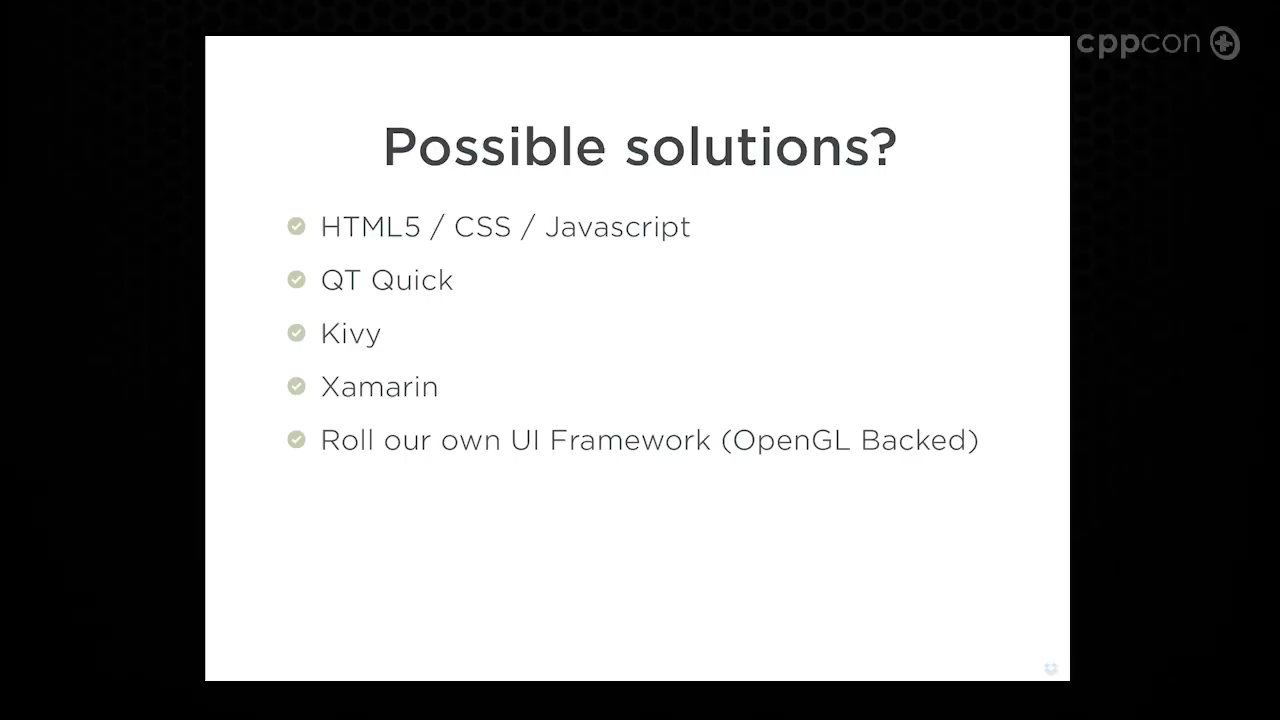 cppcon
Possible solutions?
HTML5 / CSS / Javascript
QT Quick
Kivy
Xamarin
Roll our own UI Framework (OpenGL Backed)